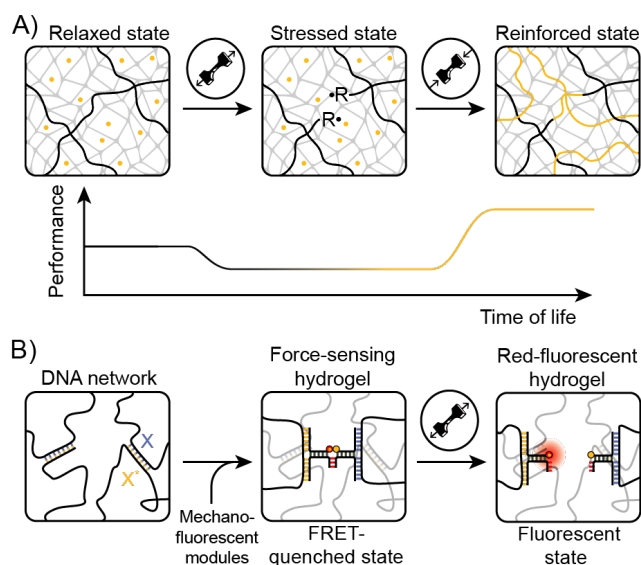 A)
Relaxed state
Stressed state
Reinforced state
•R•
R•
Performance
Time of life
B)
DNA network
Force-sensing
hydrogel
Red-fluorescent
hydrogel
X
X*
Mechano-
fluorescent
modules
FRET-
quenched state
Fluorescent
state